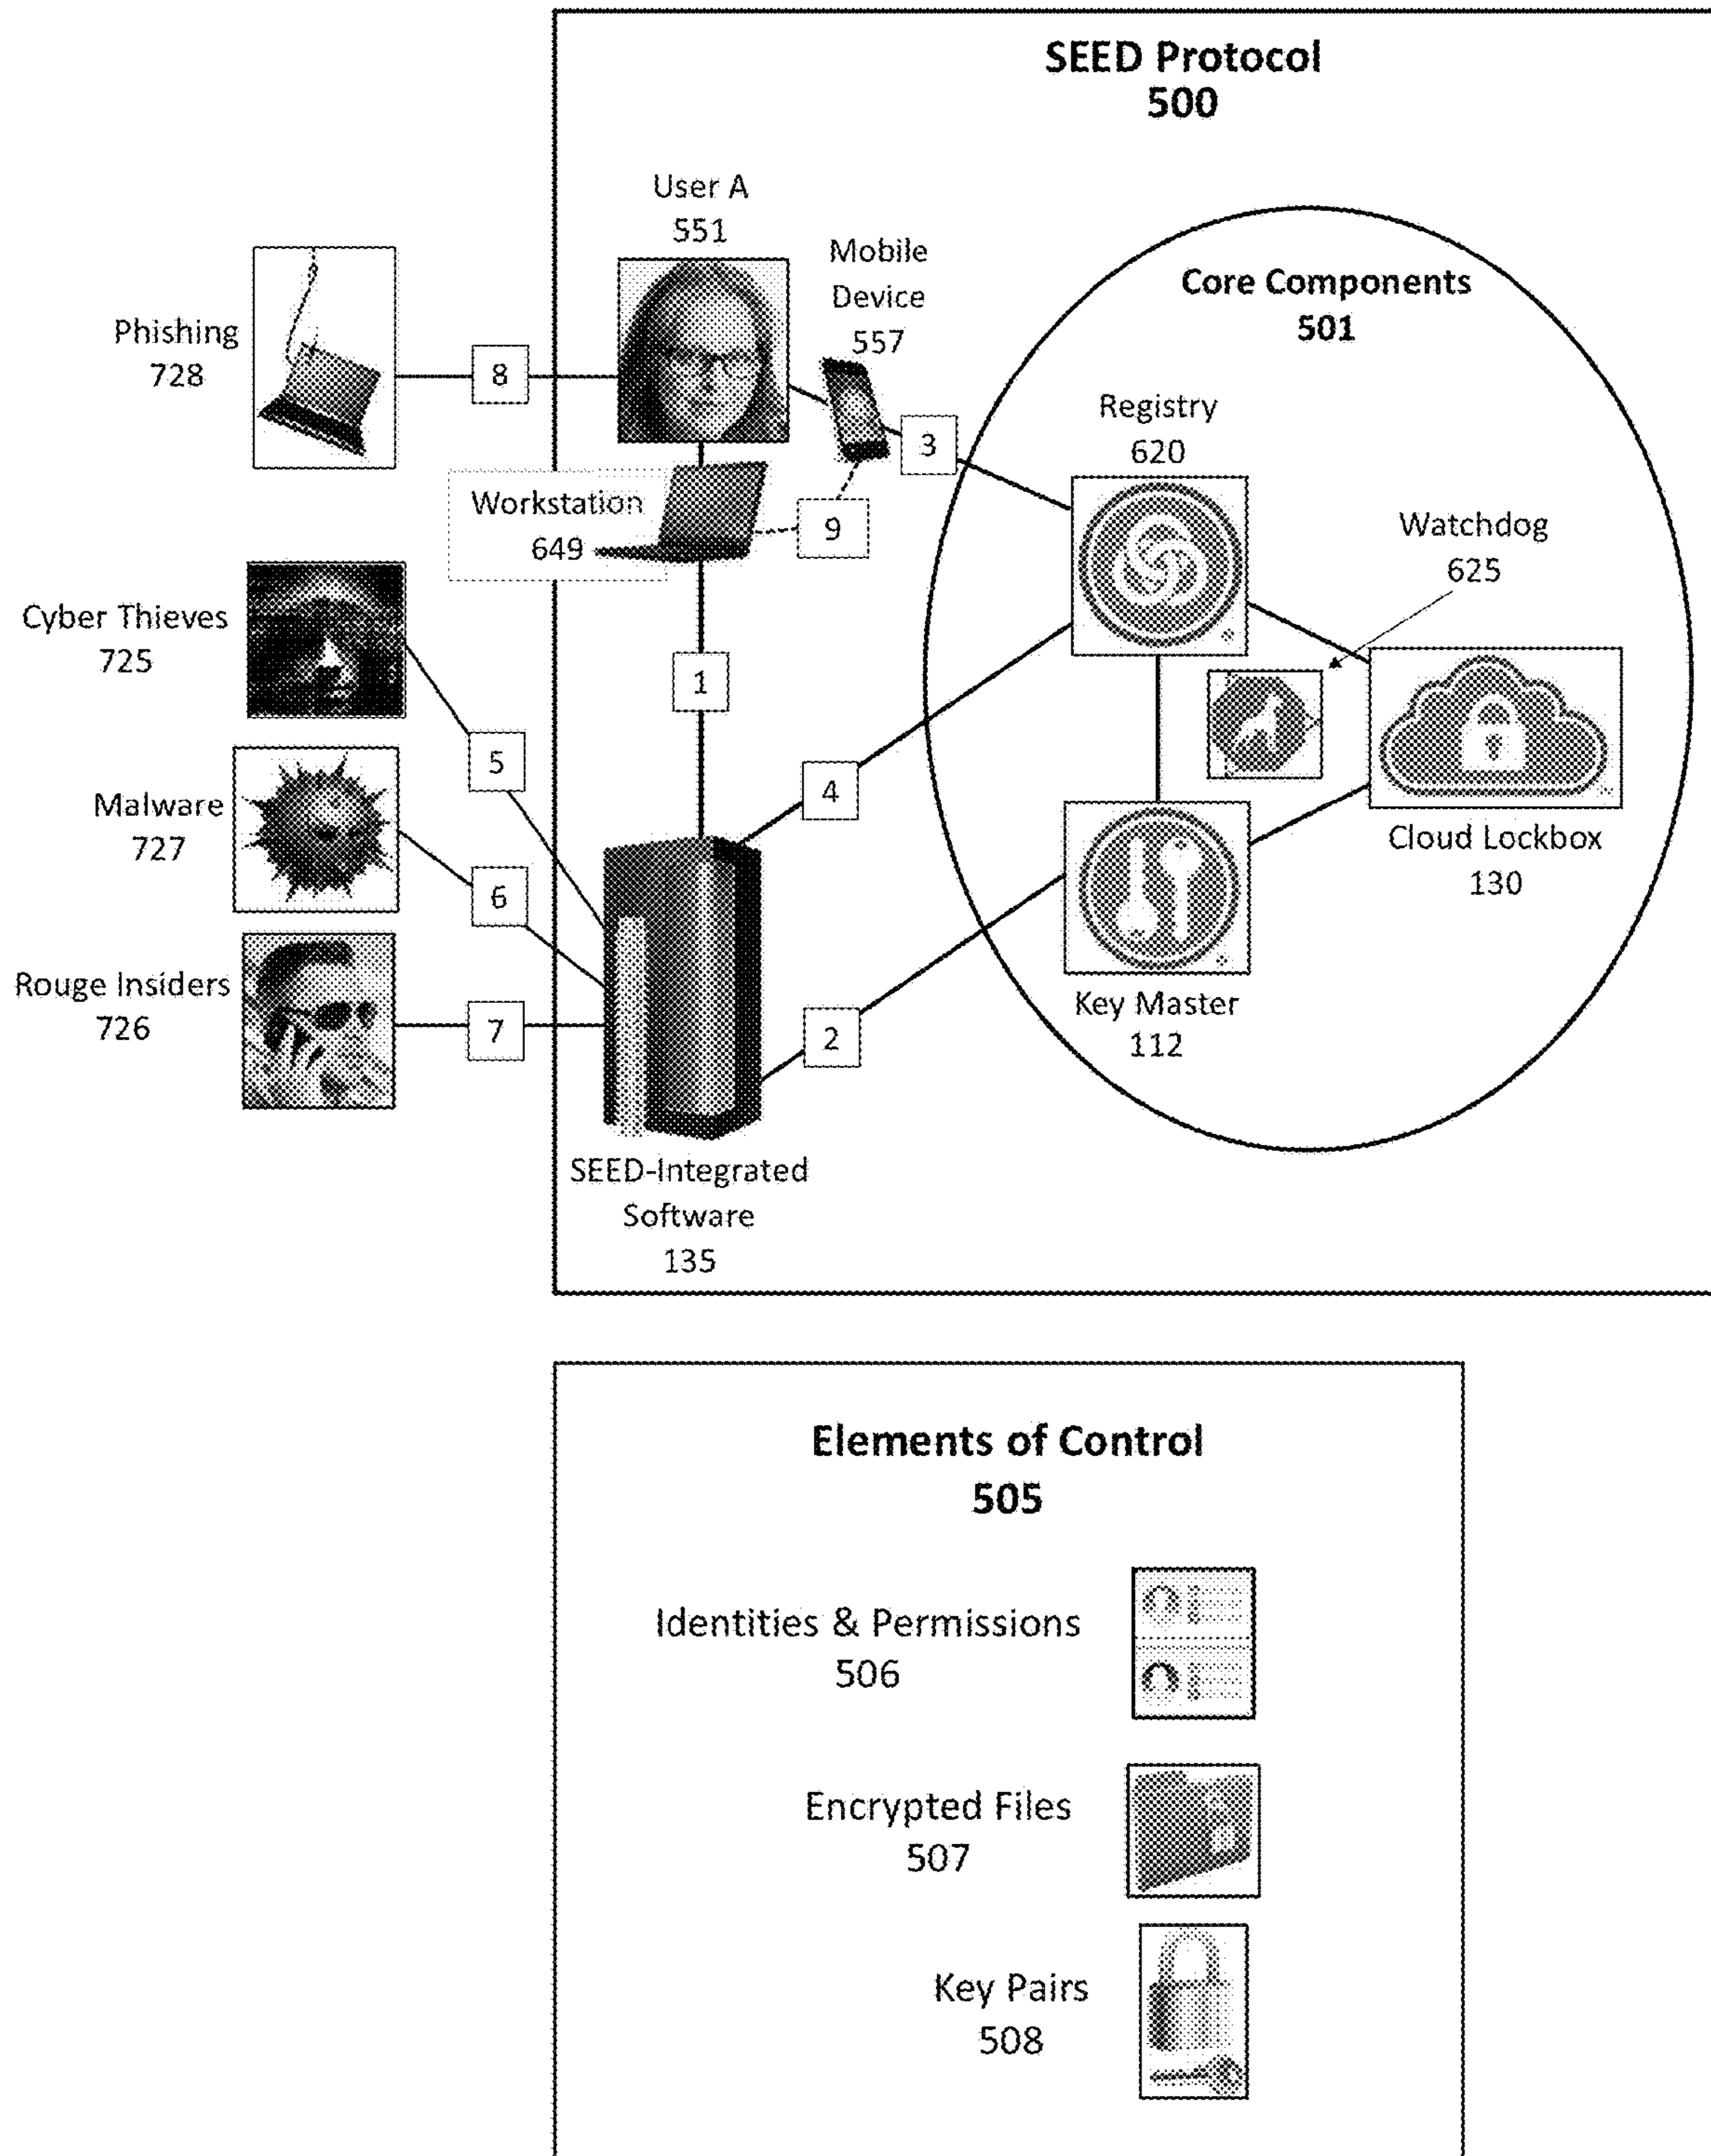 SEED Protocol
500
User A
551
Mobile
Device
557
Core Components
501
Phishing
728
8
3
Registry
620
Workstation
649
9
Watchdog
625
Cyber Thieves
725
1
5
4
Malware
727
Cloud Lockbox
130
6
Rouge Insiders
726
7
2
Key Master
112
SEED-Integrated
Software
135
Elements of Control
505
Identities & Permissions
506
Encrypted Files
507
Key Pairs
508